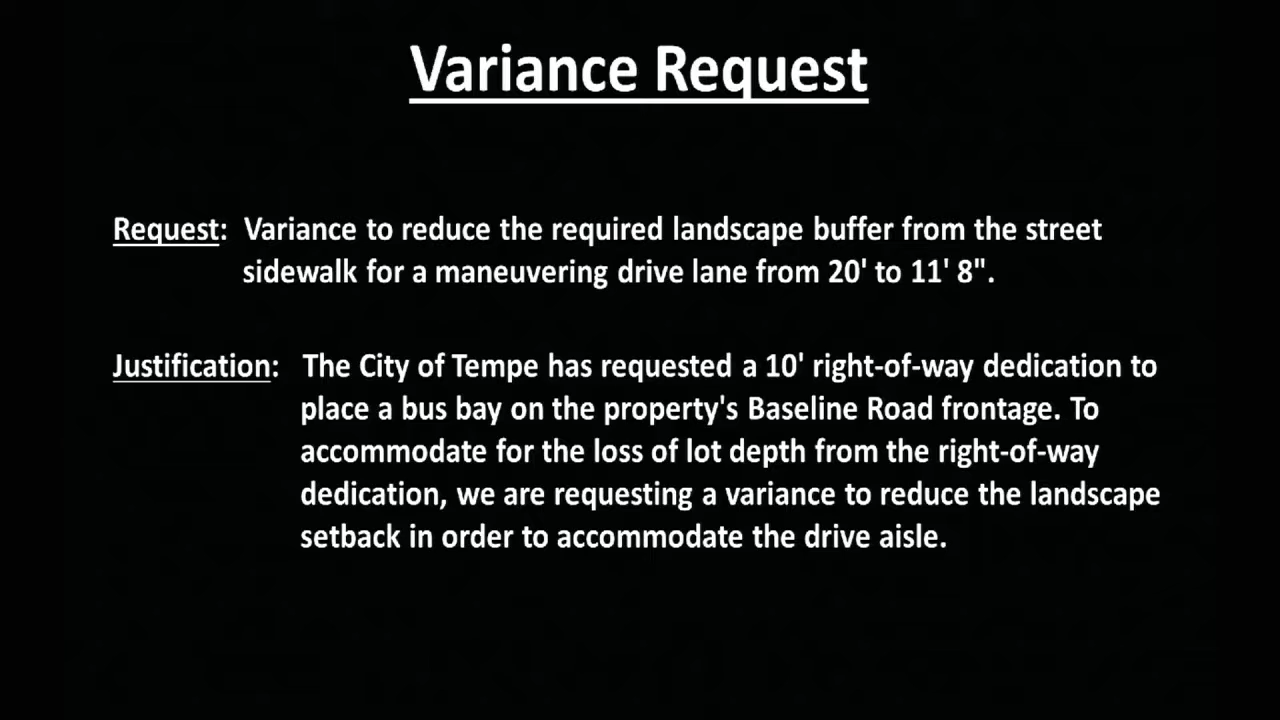 Variance Request
Request: Variance to reduce the required landscape buffer from the street
sidewalk for a maneuvering drive lane from 20' to 11' 8".
Justification: The City of Tempe has requested a 10' right-of-way dedication to
place a bus bay on the property's Baseline Road frontage. To
accommodate for the loss of lot depth from the right-of-way
dedication, we are requesting a variance to reduce the landscape
setback in order to accommodate the drive aisle.